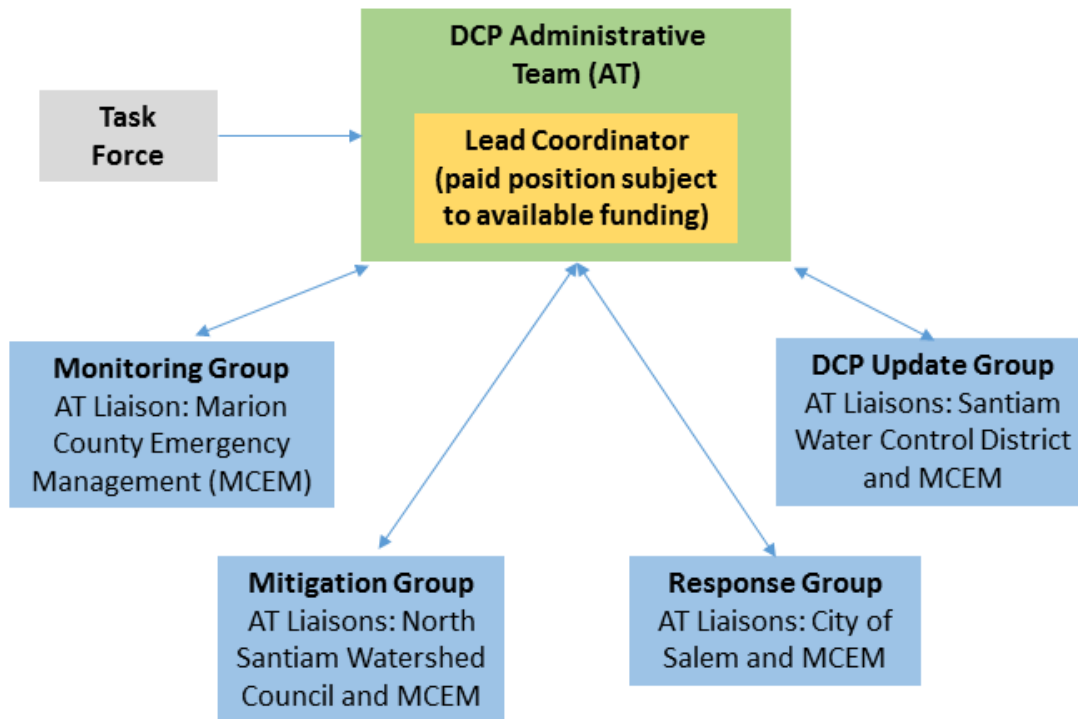 DCP Administrative
Team (AT)
Task
Force
Lead Coordinator
(paid position subject
to available funding)
Monitoring Group
AT Liaison: Marion
County Emergency
Management (MCEM)
DCP Update Group
AT Liaisons: Santiam
Water Control District
and MCEM
Mitigation Group
AT Liaisons: North
Santiam Watershed
Council and MCEM
Response Group
AT Liaisons: City of
Salem and MCEM